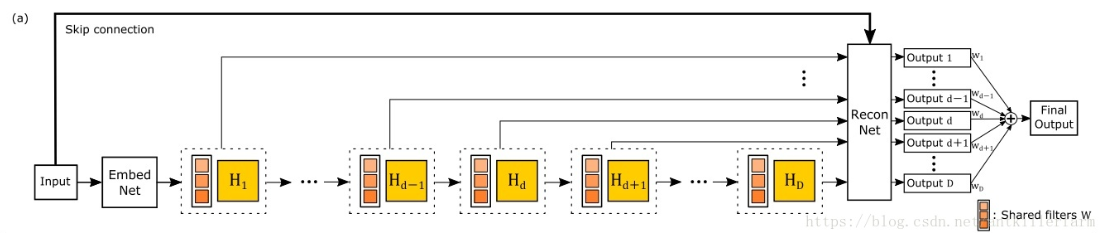 (a)
Skip connection
Input
Embed
Net
H1
...
Hd−1
Hd
Hd+1
...
HD
Recon
Net
Output 1
Output d−1
Output d
Output d+1
Output D
w1
wd−1
wd
wd+1
wD
+
Final
Output
: Shared filters W
https://blog.csdn.net/antkillerfarm